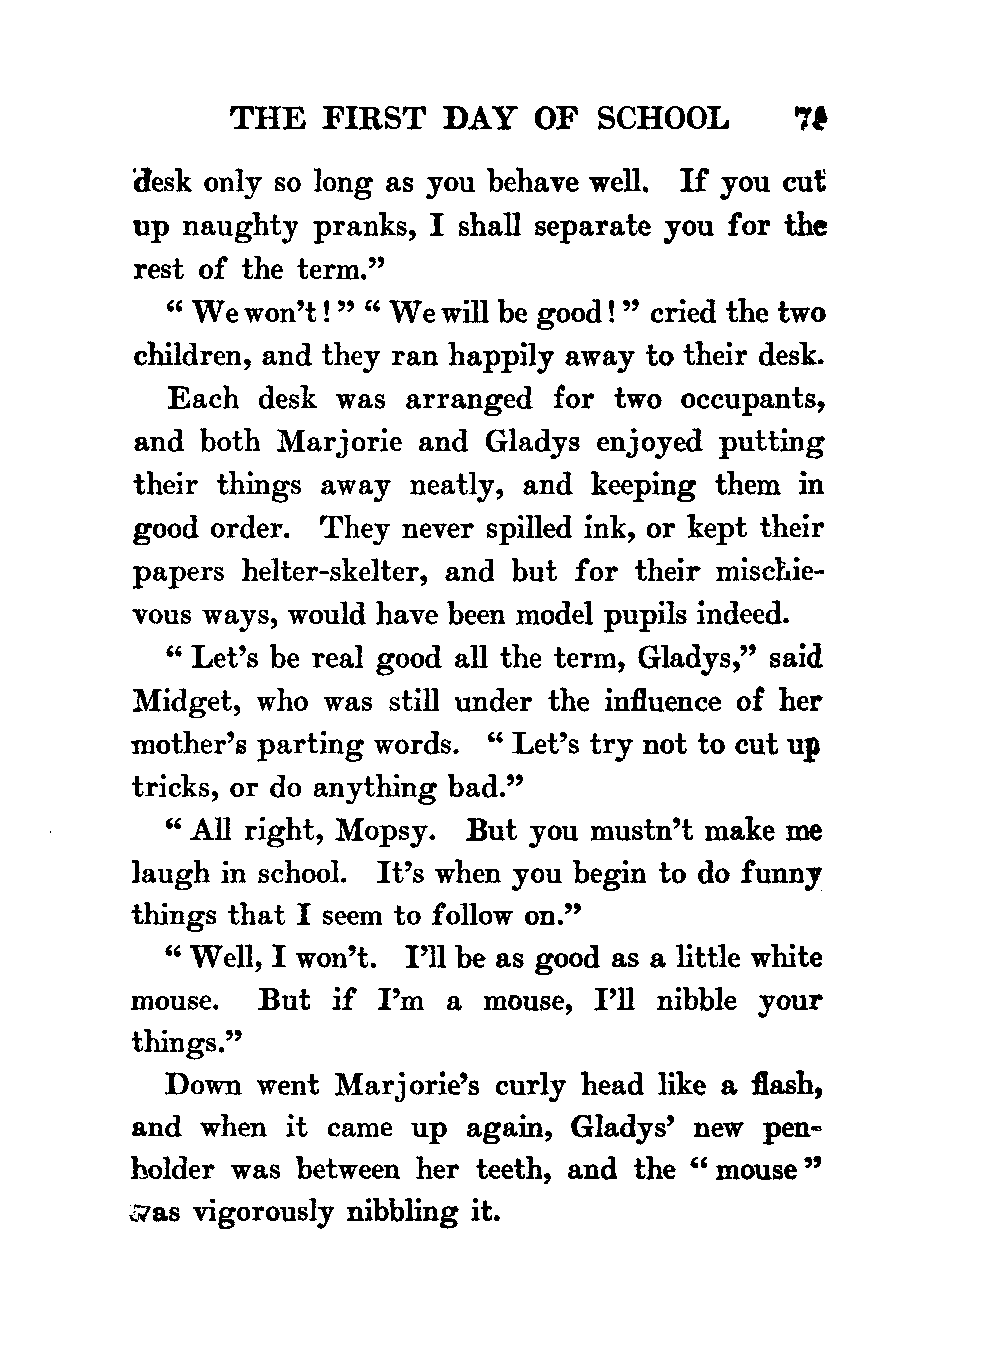 THE FIRST DAY OF SCHOOL
desk only so long as you behave well. If you cut
up naughty pranks, I shall separate you for the
rest of the term.”
“ We won’t ! ” “ We will be good ! ” cried the two
children, and they ran happily away to their desk.
Each desk was arranged for two occupants,
and both Marjorie and Gladys enjoyed putting
their things away neatly, and keeping them in
good order. They never spilled ink, or kept their
papers helter-skelter, and but for their mischie-
vous ways, would have been model pupils indeed.
“ Let’s be real good all the term, Gladys,” said
Midget, who was still under the influence of her
mother’s parting words. “ Let’s try not to cut up
tricks, or do anything bad.”
“ All right, Mopsy. But you mustn’t make me
laugh in school. It’s when you begin to do funny
things that I seem to follow on.”
“ Well, I won’t. I’ll be as good as a little white
mouse. But if I’m a mouse, I’ll nibble your
things.”
Down went Marjorie’s curly head like a flash,
and when it came up again, Gladys’ new pen-
holder was between her teeth, and the “ mouse ”
was vigorously nibbling it.